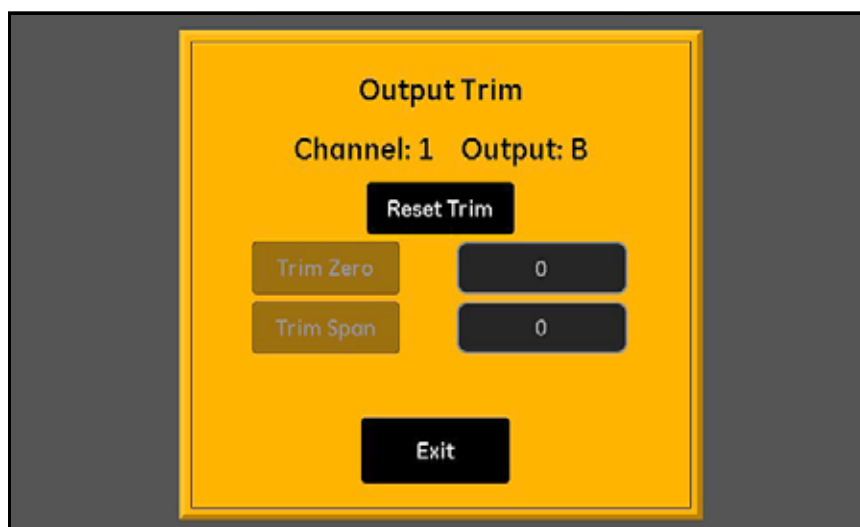 Output Trim
Channel: 1 Output: B
Reset Trim
Trim Zero 0
Trim Span 0
Exit